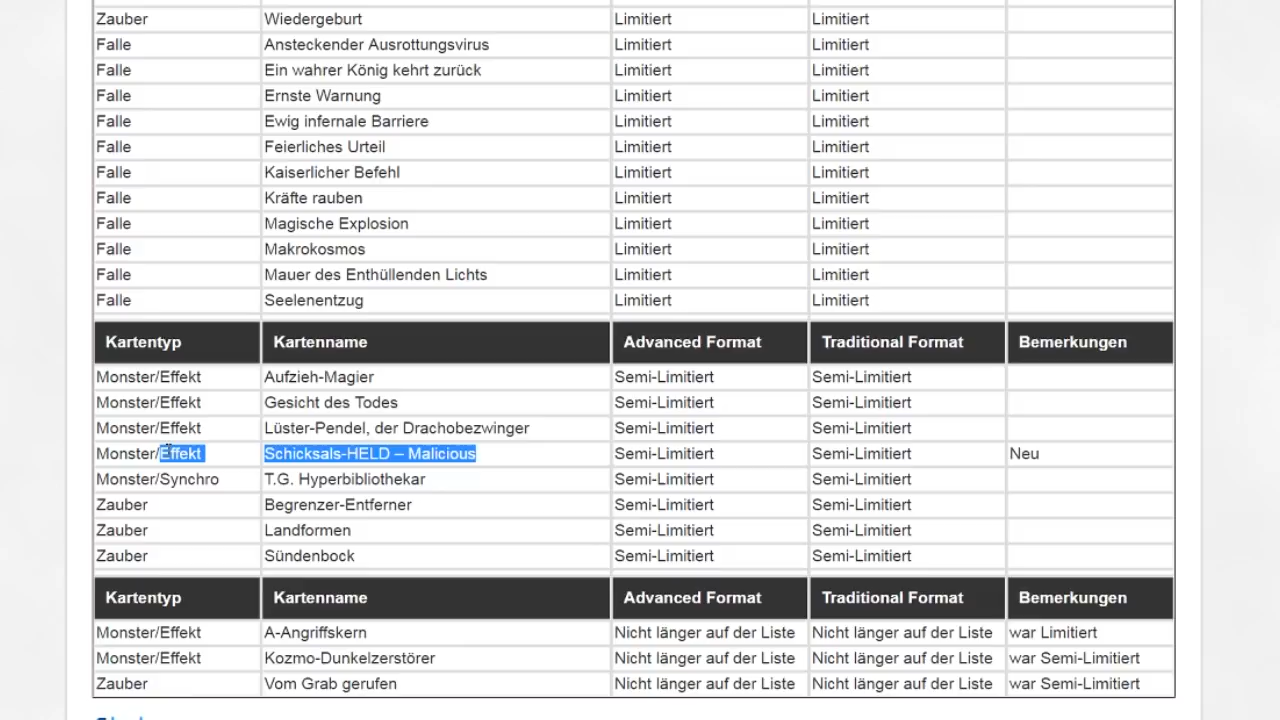 Zauber Wiedergeburt Limitiert Limitiert
Falle Ansteckender Ausrottungsvirus Limitiert Limitiert
Falle Ein wahrer König kehrt zurück Limitiert Limitiert
Falle Ernste Warnung Limitiert Limitiert
Falle Ewig infernale Barriere Limitiert Limitiert
Falle Feierliches Urteil Limitiert Limitiert
Falle Kaiserlicher Befehl Limitiert Limitiert
Falle Kräfte rauben Limitiert Limitiert
Falle Magische Explosion Limitiert Limitiert
Falle Makrokosmos Limitiert Limitiert
Falle Mauer des Enthüllenden Lichts Limitiert Limitiert
Falle Seelenentzug Limitiert Limitiert
Kartentyp Kartenname Advanced Format Traditional Format Bemerkungen
Monster/Effekt Aufzieh-Magier Semi-Limitiert Semi-Limitiert
Monster/Effekt Gesicht des Todes Semi-Limitiert Semi-Limitiert
Monster/Effekt Lüster-Pendel, der Drachobezwinger Semi-Limitiert Semi-Limitiert
Monster/Effekt Schicksals-HELD – Malicious Semi-Limitiert Semi-Limitiert Neu
Monster/Synchro T.G. Hyperbibliothekar Semi-Limitiert Semi-Limitiert
Zauber Begrenzer-Entferner Semi-Limitiert Semi-Limitiert
Zauber Landformen Semi-Limitiert Semi-Limitiert
Zauber Sündenbock Semi-Limitiert Semi-Limitiert
Kartentyp Kartenname Advanced Format Traditional Format Bemerkungen
Monster/Effekt A-Angriffskern Nicht länger auf der Liste Nicht länger auf der Liste war Limitiert
Monster/Effekt Kozmo-Dunkelzerstörer Nicht länger auf der Liste Nicht länger auf der Liste war Semi-Limitiert
Zauber Vom Grab gerufen Nicht länger auf der Liste Nicht länger auf der Liste war Semi-Limitiert